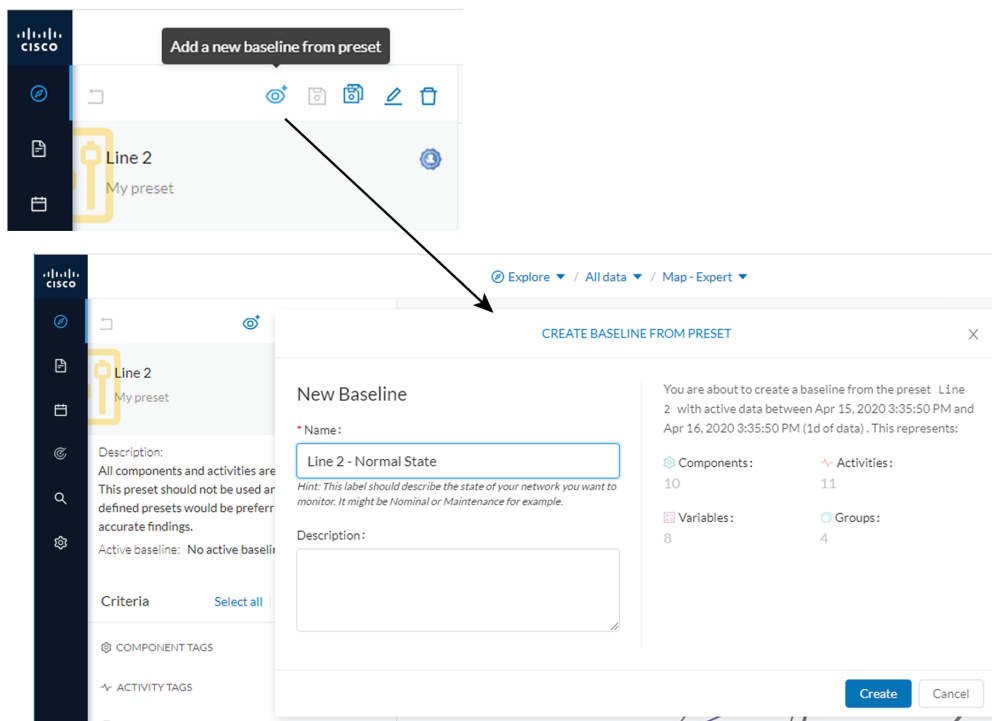 CISCO
Add a new baseline from preset
Line 2
My preset
CISCO
Explore / All data / Map - Expert
CREATE BASELINE FROM PRESET
Line 2
My preset
Description:
All components and activities are
This preset should not be used an
defined presets would be preferr
accurate findings.
Active baseline: No active baselin
Criteria Select all
COMPONENT TAGS
ACTIVITY TAGS
New Baseline
* Name:
Line 2 - Normal State
Hint: This label should describe the state of your network you want to
monitor. It might be Nominal or Maintenance for example.
Description:
You are about to create a baseline from the preset Line
2 with active data between Apr 15, 2020 3:35:50 PM and
Apr 16, 2020 3:35:50 PM (1d of data) . This represents:
Components: Activities:
10 11
Variables: Groups:
8 4
Create Cancel